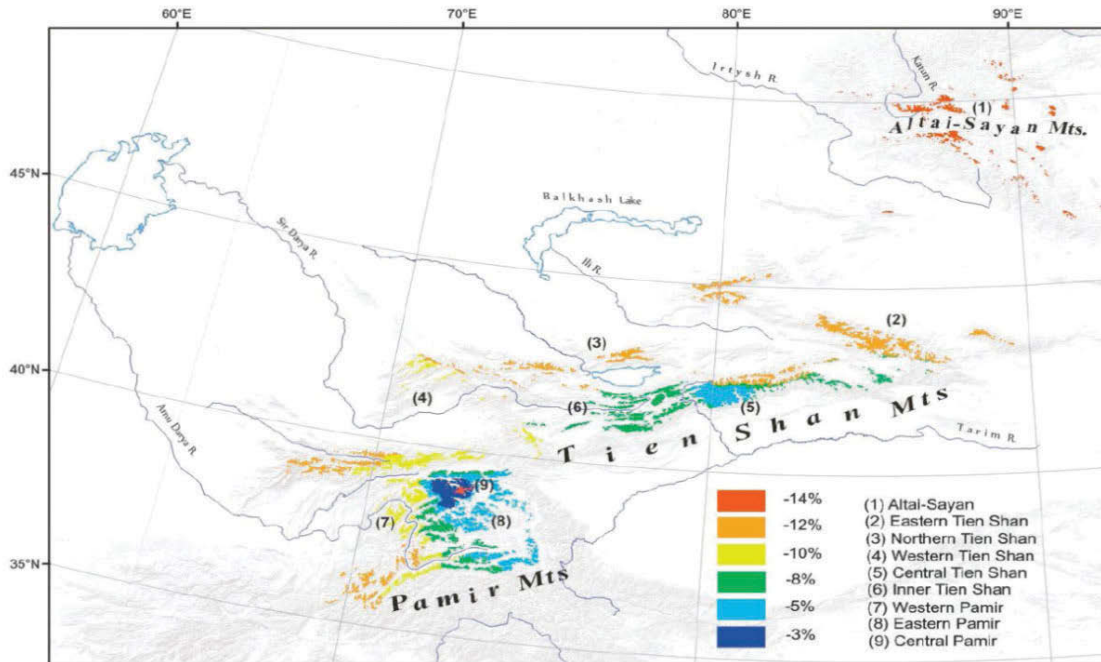 60°E 70°E 80°E 90°E
Irtysh R.
Katun R.
(1)
Altai-Sayan Mts.
45°N
Balkhash Lake
Syr Darya R.
Ili R.
(2)
(3)
40°N
(4)
(6)
(5)
Amu Darya R.
Tien Shan Mts
Tarim R.
(9)
(7)
(8)
35°N
Pamir Mts
-14%
-12%
-10%
-8%
-5%
-3%
(1) Altai-Sayan
(2) Eastern Tien Shan
(3) Northern Tien Shan
(4) Western Tien Shan
(5) Central Tien Shan
(6) Inner Tien Shan
(7) Western Pamir
(8) Eastern Pamir
(9) Central Pamir